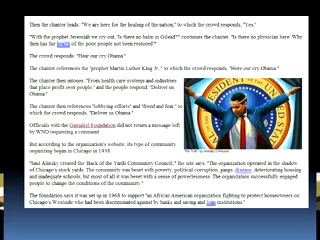 Then the chanter leads, "We are here for the healing of the nation," to which the crowd responds, "Yes."
"With the prophet Jeremiah we cry out, 'Is there no balm in Gilead?'" continues the chanter. "Is there no physician here. Why
then has the health of the poor people not been restored?"
The crowd responds: "Hear our cry Obama."
The chanter references the "prophet Martin Luther King Jr.," to which the crowd responds, "Hear our cry Obama."
The chanter then intones: "From health care systems and industries
that place profit over people," and the people respond, "Deliver us
Obama."
The chanter then references "lobbying efforts" and "greed and fear," to
which the crowd responds, "Deliver us Obama."
Officials with the Gamaliel Foundation did not return a message left
by WND requesting a comment.
But according to the organization's website, its type of community
organizing began in Chicago in 1938.
"Saul Alinsky created the 'Back of the Yards Community Council,'" the site says. "The organization operated in the shadow
of Chicago's stock yards. The community was beset with poverty, political corruption, gangs, disease, deteriorating housing
and inadequate schools, but most of all it was beset with a sense of powerlessness. The organization successfully engaged
people to change the conditions of the community."
The foundation says it was set up in 1968 to support "an African American organization fighting to protect homeowners on
Chicago's Westside who had been discriminated against by banks and saving and loan institutions."